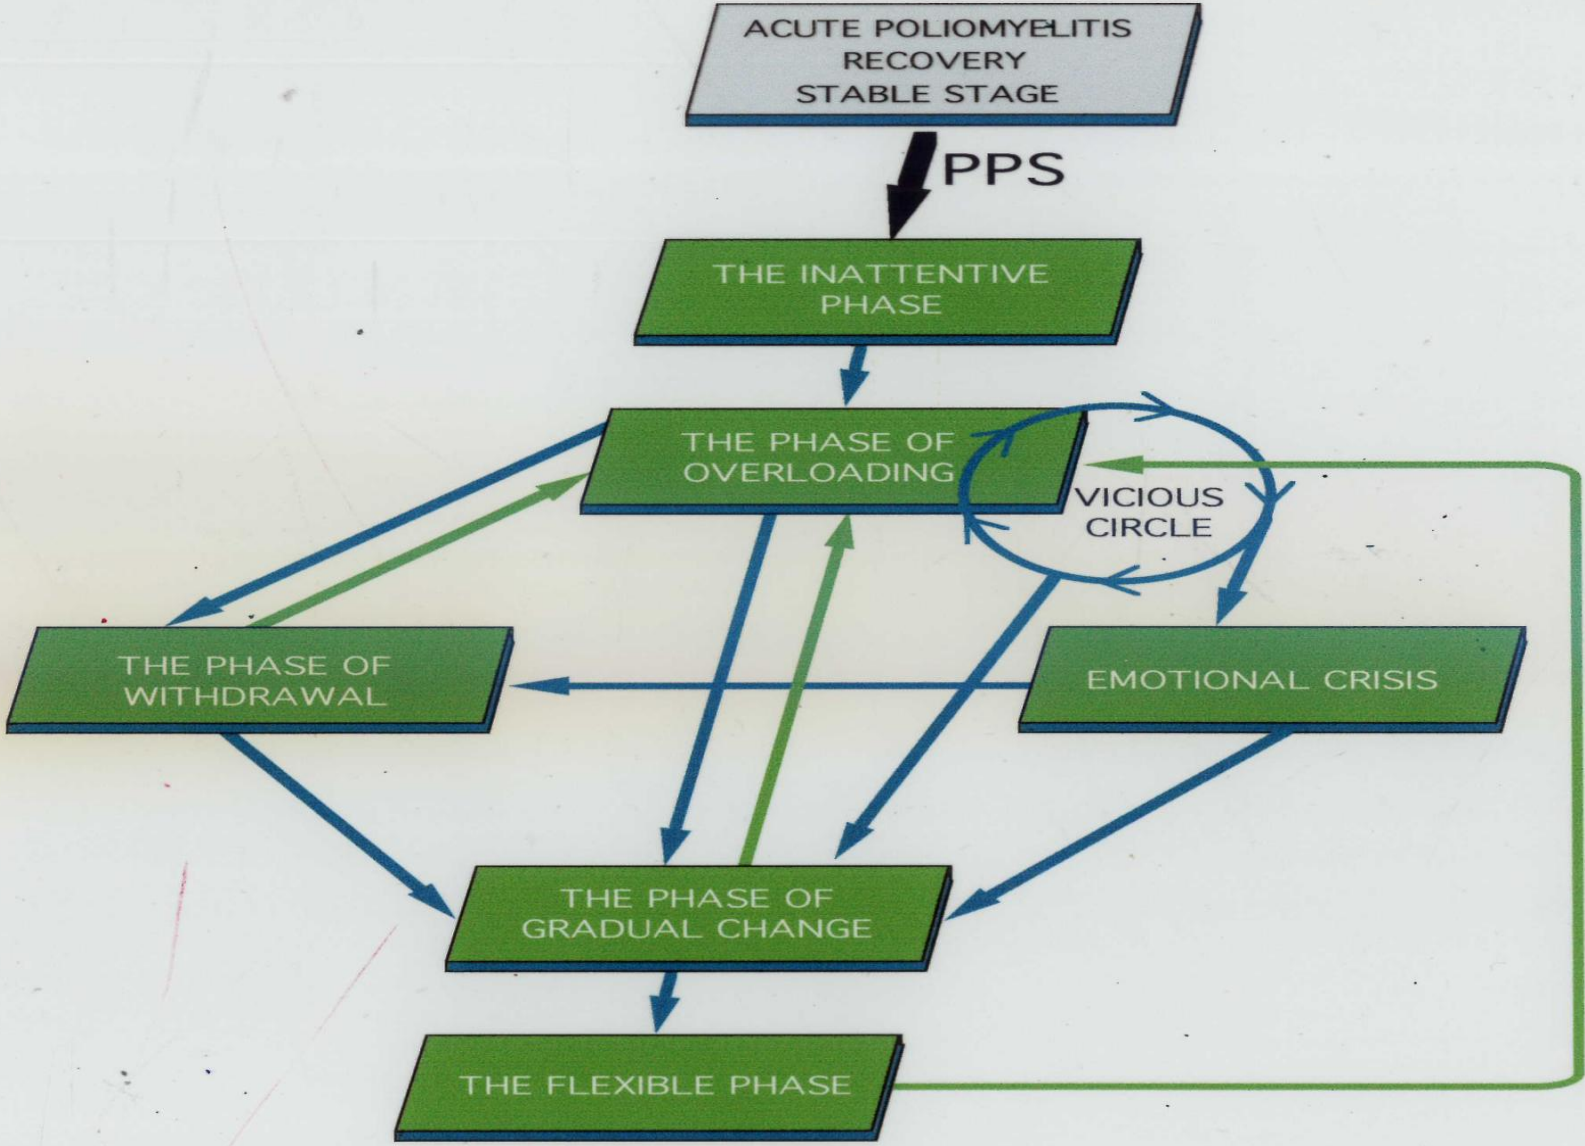 ACUTE POLIOMYELITIS
RECOVERY
STABLE STAGE
PPS
THE INATTENTIVE
PHASE
THE PHASE OF
OVERLOADING
VICIOUS
CIRCLE
THE PHASE OF
WITHDRAWAL
EMOTIONAL CRISIS
THE PHASE OF
GRADUAL CHANGE
THE FLEXIBLE PHASE